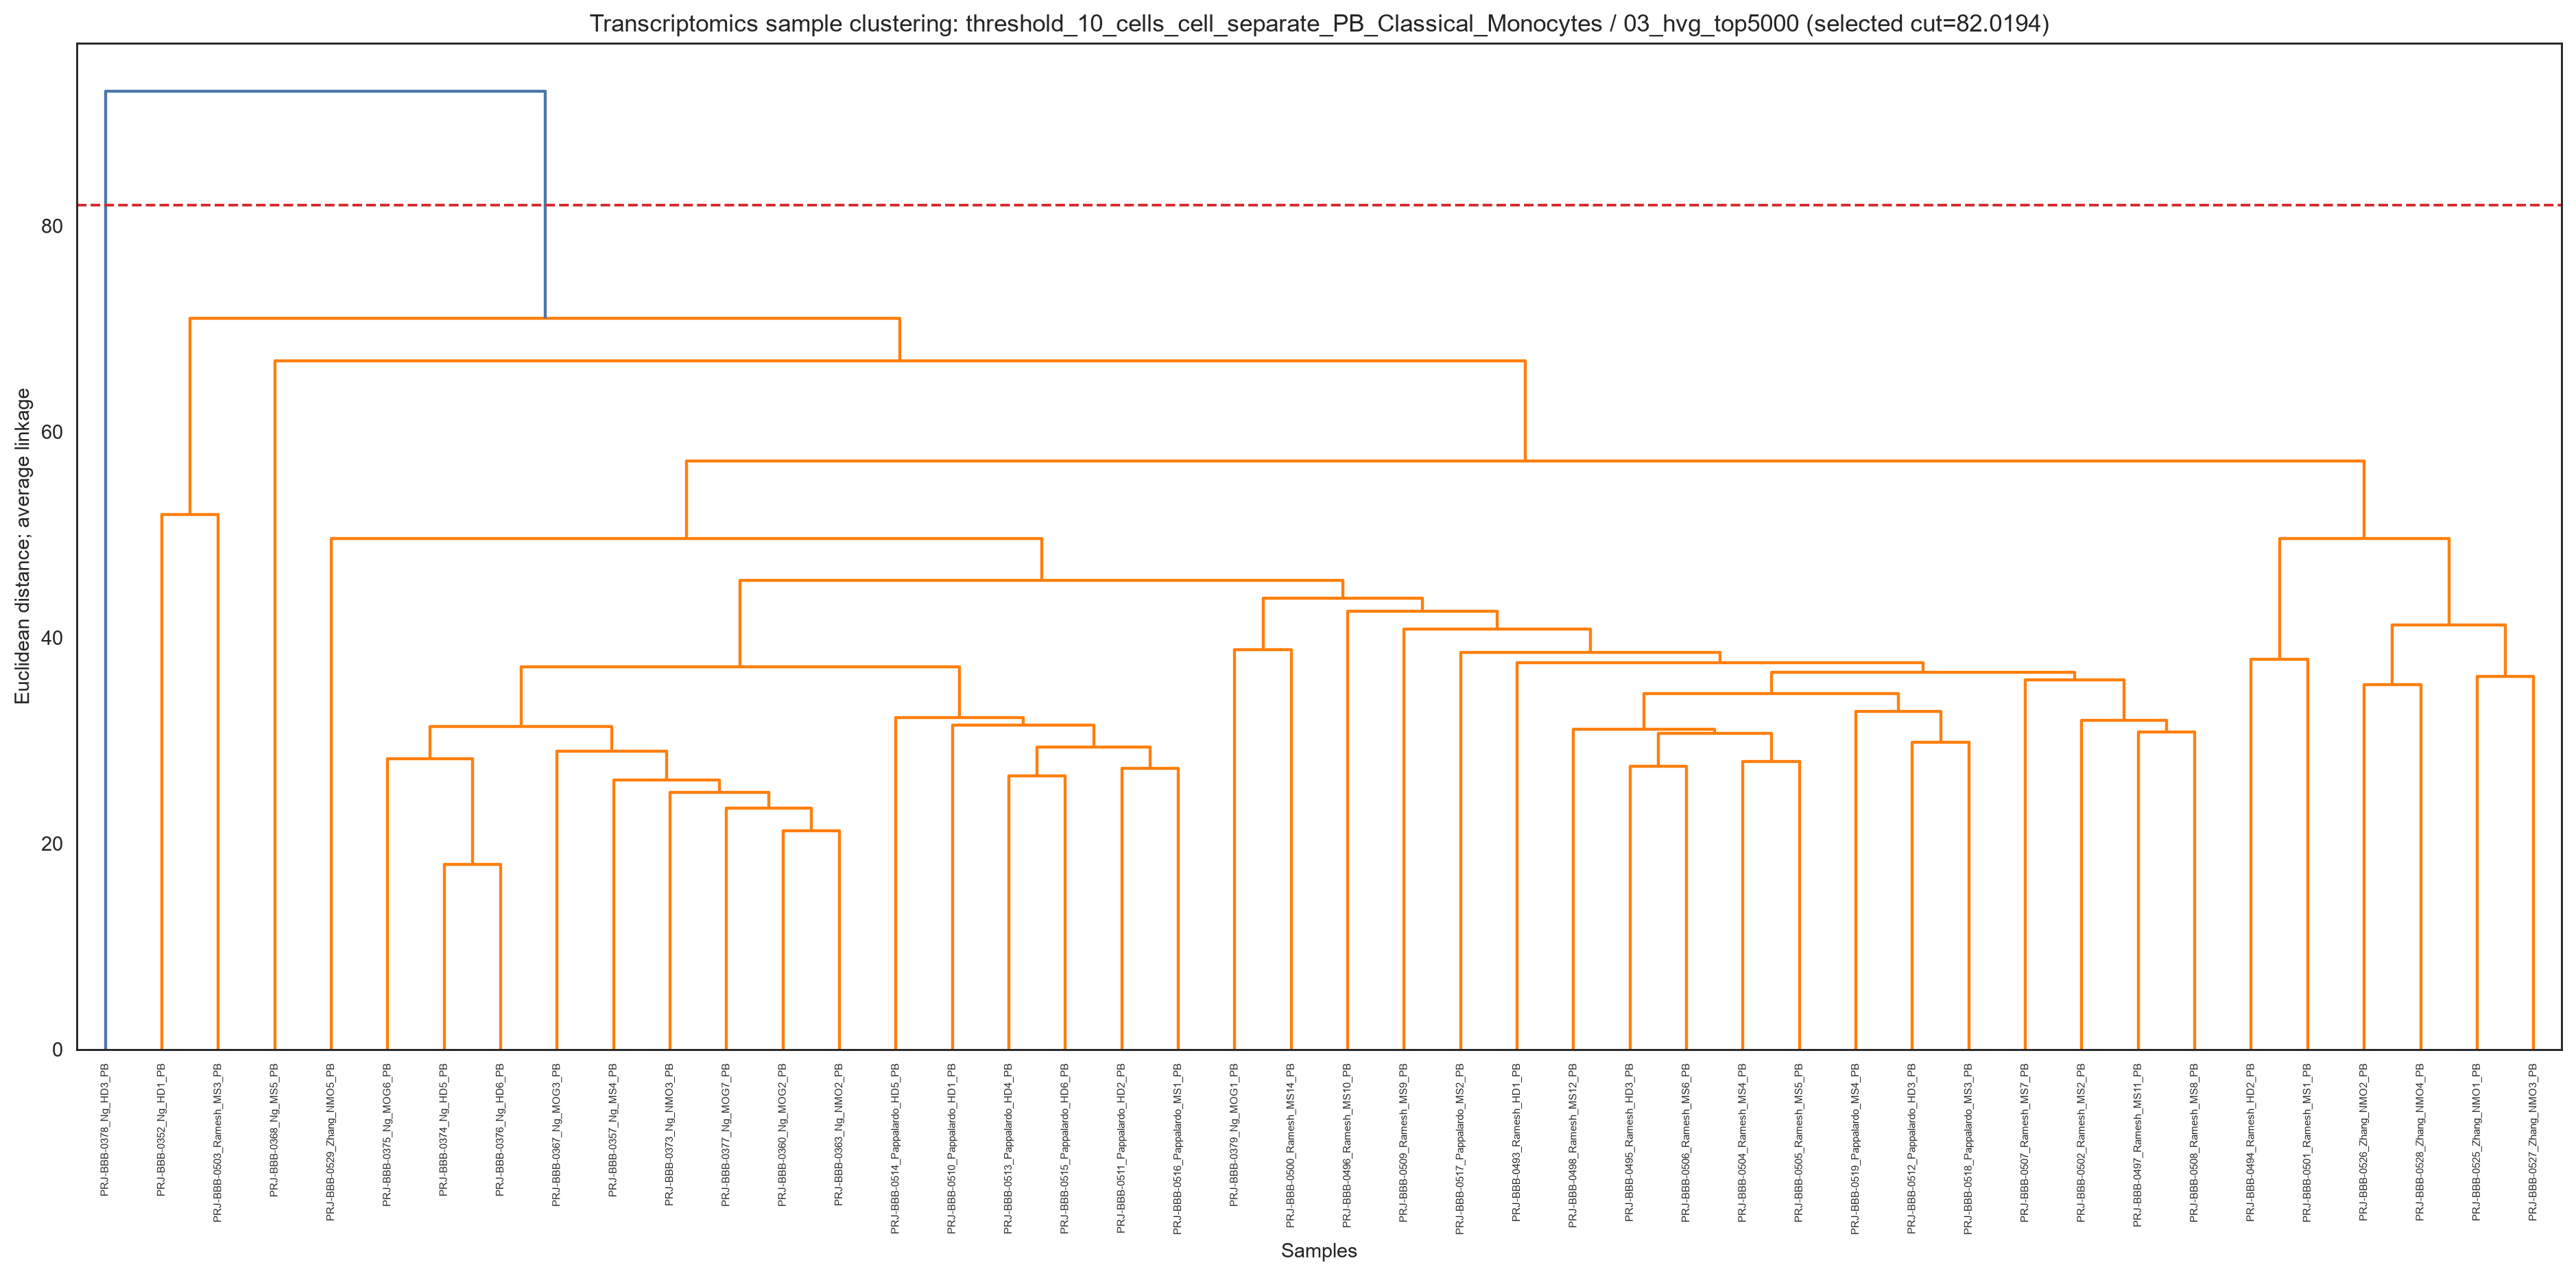 Transcriptomics sample clustering: threshold_10_cells_cell_separate_PB_Classical_Monocytes / 03_hvg_top5000 (selected cut=82.0194)
Euclidean distance; average linkage
80
60
40
20
0
PRJ-BBB-0378_Ng_HD3_PB
PRJ-BBB-0352_Ng_HD1_PB
PRJ-BBB-0503_Ramesh_MS3_PB
PRJ-BBB-0368_Ng_MS5_PB
PRJ-BBB-0529_Zhang_NMO5_PB
PRJ-BBB-0375_Ng_MOG6_PB
PRJ-BBB-0374_Ng_HD5_PB
PRJ-BBB-0376_Ng_HD6_PB
PRJ-BBB-0367_Ng_MOG3_PB
PRJ-BBB-0357_Ng_MS4_PB
PRJ-BBB-0373_Ng_NMO3_PB
PRJ-BBB-0377_Ng_MOG7_PB
PRJ-BBB-0360_Ng_MOG2_PB
PRJ-BBB-0363_Ng_NMO2_PB
PRJ-BBB-0514_Pappalardo_HD5_PB
PRJ-BBB-0510_Pappalardo_HD1_PB
PRJ-BBB-0513_Pappalardo_HD4_PB
PRJ-BBB-0515_Pappalardo_HD6_PB
PRJ-BBB-0511_Pappalardo_HD2_PB
PRJ-BBB-0516_Pappalardo_MS1_PB
PRJ-BBB-0379_Ng_MOG1_PB
PRJ-BBB-0500_Ramesh_MS14_PB
PRJ-BBB-0496_Ramesh_MS10_PB
PRJ-BBB-0509_Ramesh_MS9_PB
PRJ-BBB-0517_Pappalardo_MS2_PB
PRJ-BBB-0493_Ramesh_HD1_PB
PRJ-BBB-0498_Ramesh_MS12_PB
PRJ-BBB-0495_Ramesh_HD3_PB
PRJ-BBB-0506_Ramesh_MS6_PB
PRJ-BBB-0504_Ramesh_MS4_PB
PRJ-BBB-0505_Ramesh_MS5_PB
PRJ-BBB-0519_Pappalardo_MS4_PB
PRJ-BBB-0512_Pappalardo_HD3_PB
PRJ-BBB-0518_Pappalardo_MS3_PB
PRJ-BBB-0507_Ramesh_MS7_PB
PRJ-BBB-0502_Ramesh_MS2_PB
PRJ-BBB-0497_Ramesh_MS11_PB
PRJ-BBB-0508_Ramesh_MS8_PB
PRJ-BBB-0494_Ramesh_HD2_PB
PRJ-BBB-0501_Ramesh_MS1_PB
PRJ-BBB-0526_Zhang_NMO2_PB
PRJ-BBB-0528_Zhang_NMO4_PB
PRJ-BBB-0525_Zhang_NMO1_PB
PRJ-BBB-0527_Zhang_NMO3_PB
Samples